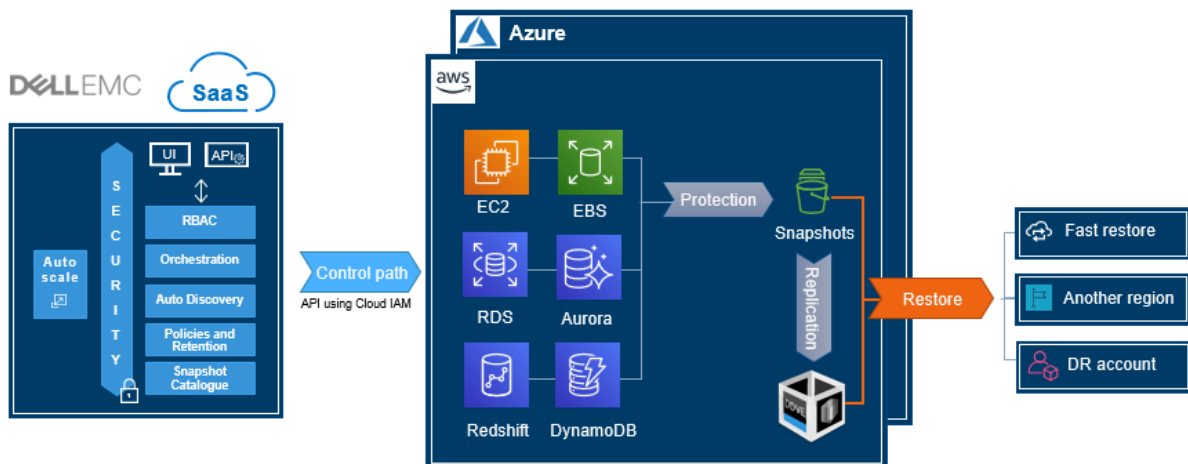 DELLEMC
SaaS
UI
API
SECURITY
RBAC
Auto
scale
Orchestration
Auto Discovery
Policies and
Retention
Snapshot
Catalogue
Control path
API using Cloud IAM
Azure
aws
EC2
EBS
RDS
Aurora
Redshift
DynamoDB
Protection
Snapshots
Replication
DDVE
Restore
Fast restore
Another region
DR account